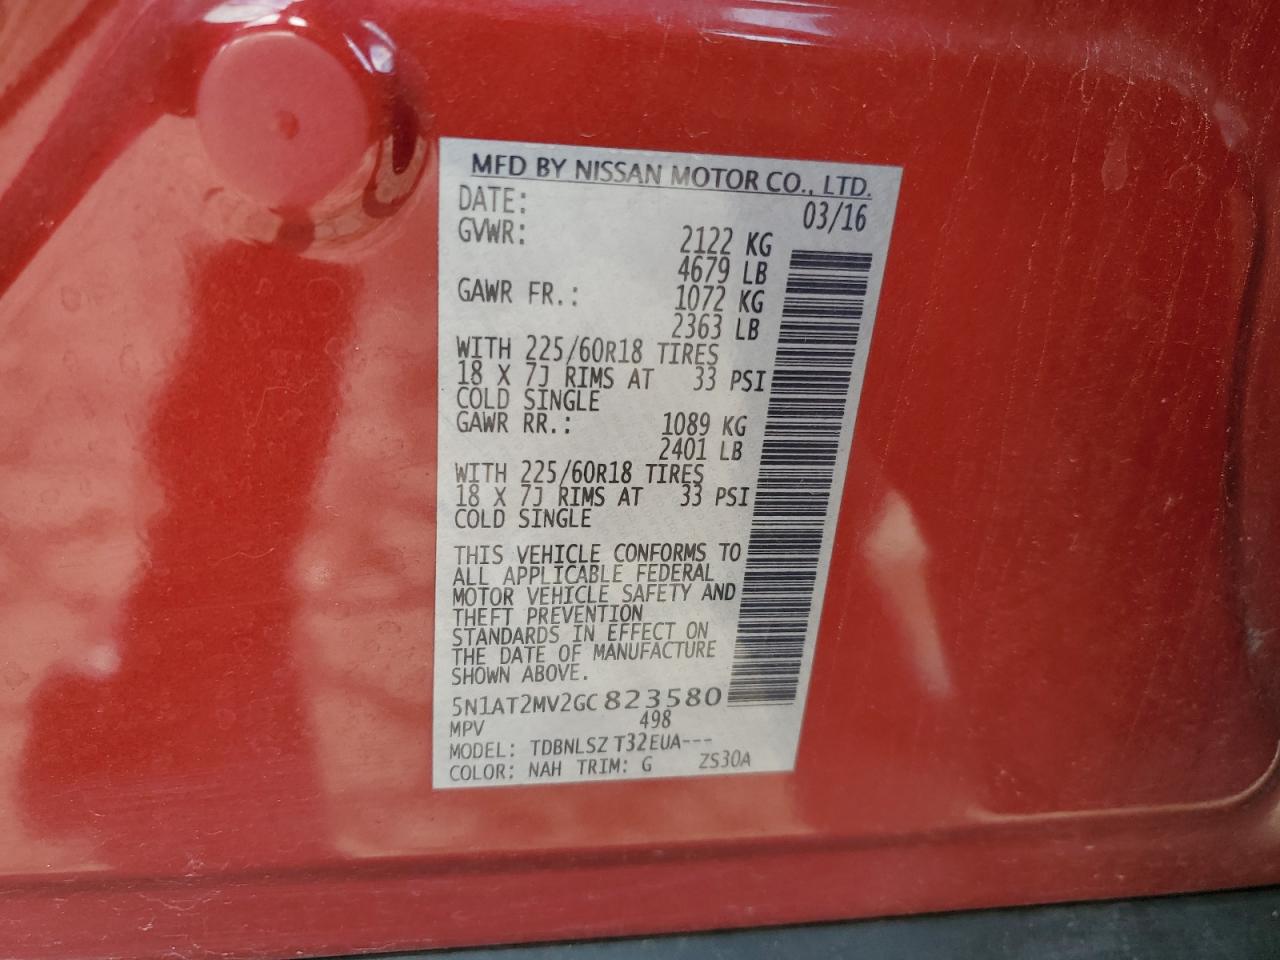 MFD BY NISSAN MOTOR CO., LTD.
DATE: 03/16
GVWR: 2122 KG
4679 LB
GAWR FR.: 1072 KG
2363 LB
WITH 225/60R18 TIRES
18 X 7J RIMS AT 33 PSI
COLD SINGLE
GAWR RR.: 1089 KG
2401 LB
WITH 225/60R18 TIRES
18 X 7J RIMS AT 33 PSI
COLD SINGLE
THIS VEHICLE CONFORMS TO
ALL APPLICABLE FEDERAL
MOTOR VEHICLE SAFETY AND
THEFT PREVENTION
STANDARDS IN EFFECT ON
THE DATE OF MANUFACTURE
SHOWN ABOVE.
5N1AT2MV2GC823580
MPV 498
MODEL: TDBNLSZ T32EUA---
COLOR: NAH TRIM: G ZS30A